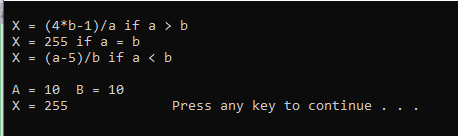 X = (4*b-1)/a if a > b
X = 255 if a = b
X = (a-5)/b if a < b
A = 10  B = 10
X = 255             Press any key to continue . . .